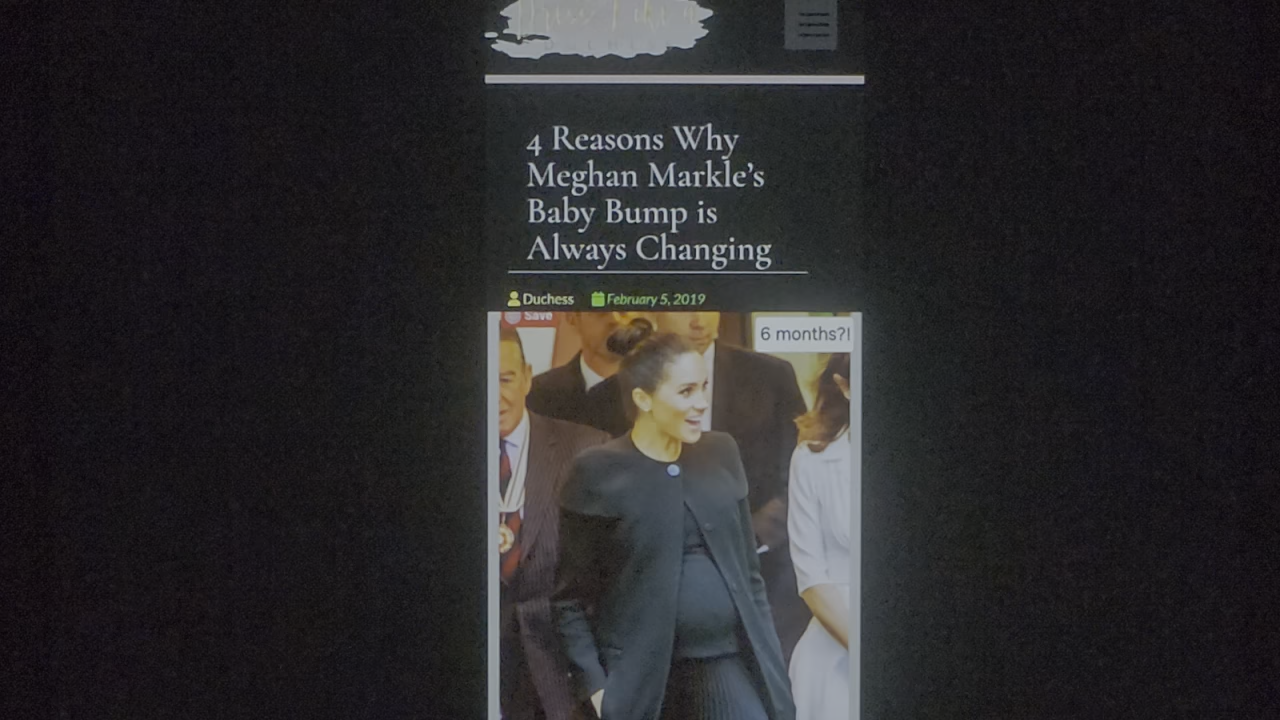 4 Reasons Why
Meghan Markle's
Baby Bump is
Always Changing
Duchess February 5, 2019
Save
6 months?!